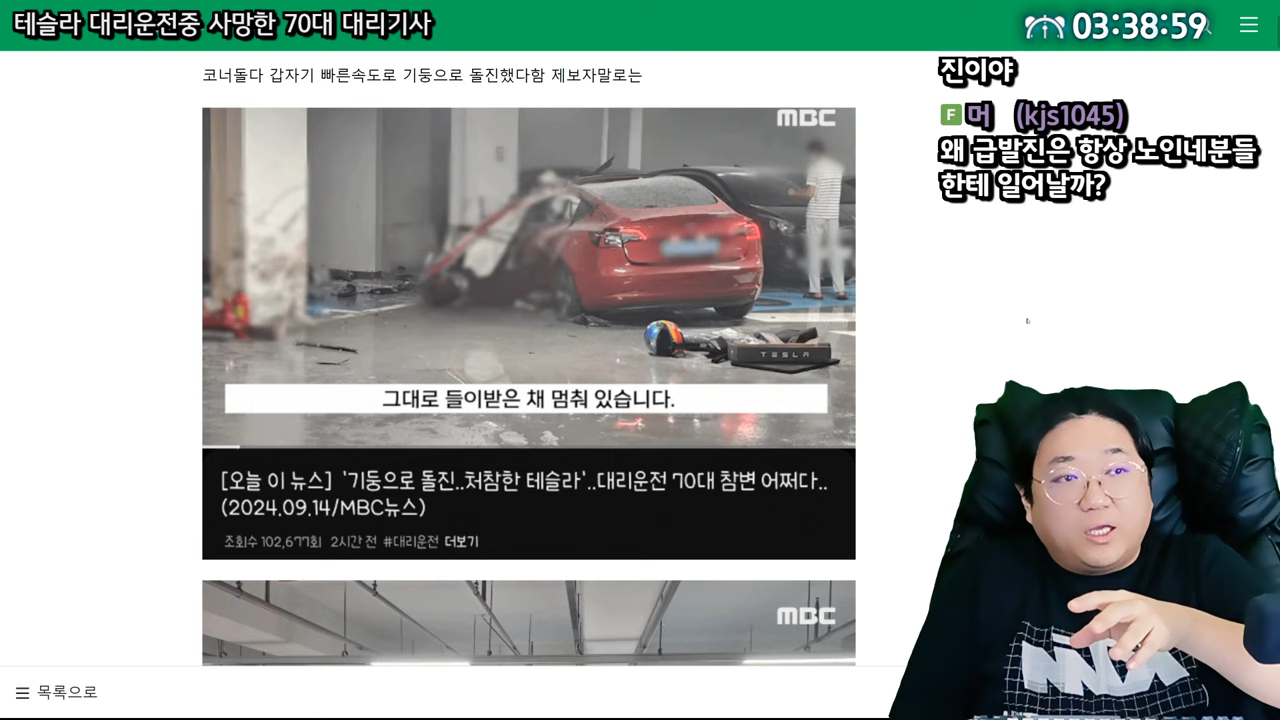 테슬라 대리운전중 사망한 70대 대리기사
03:38:59
코너돌다 갑자기 빠른속도로 기둥으로 돌진했다함 제보자말로는
진이야
F 머 (kjs1045)
왜 급발진은 항상 노인네분들
한테 일어날까?
MBC
TESLA
그대로 들이받은 채 멈춰 있습니다.
[오늘 이 뉴스] '기둥으로 돌진..처참한 테슬라'..대리운전 70대 참변 어쩌다..
(2024.09.14/MBC뉴스)
조회수 102,677회 2시간 전 #대리운전 더보기
MBC
목록으로